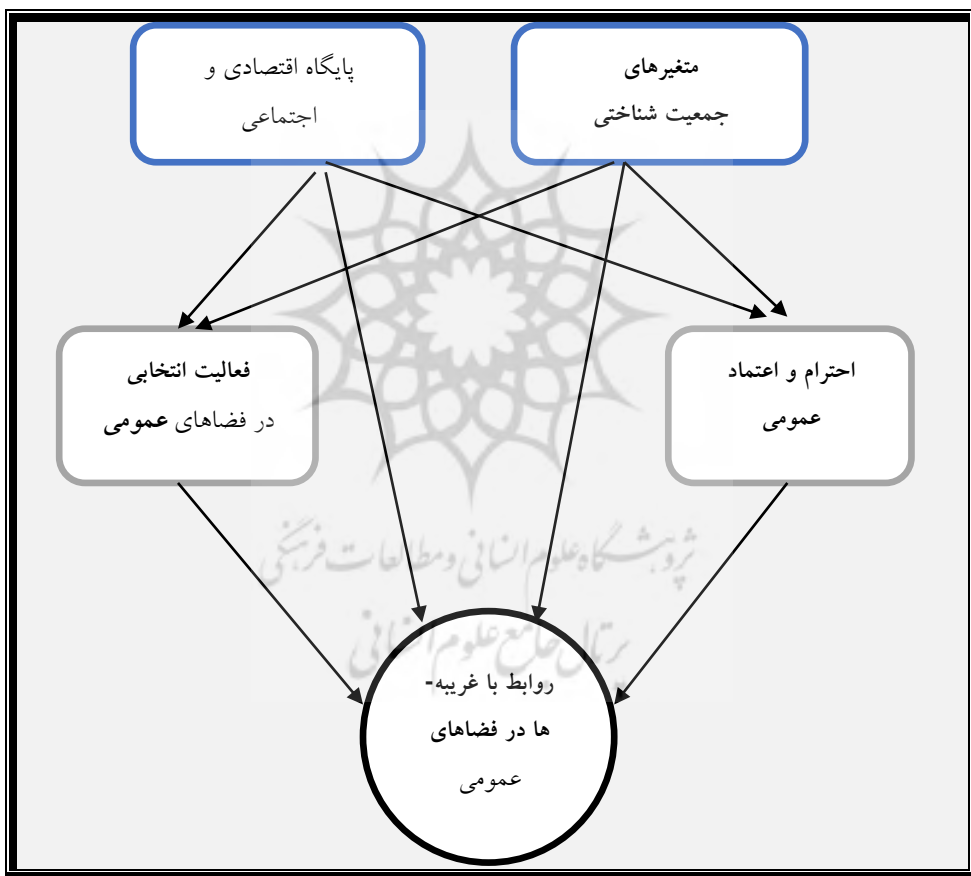 متغیرهای
جمعیت شناختی
پایگاه اقتصادی و
اجتماعی
احترام و اعتماد
عمومی
فعالیت انتخابی
در فضاهای عمومی
پژوهشگاه علوم انسانی و مطالعات فرهنگی
پرتال جامع علوم انسانی
روابط با غریبه-
ها در فضاهای
عمومی